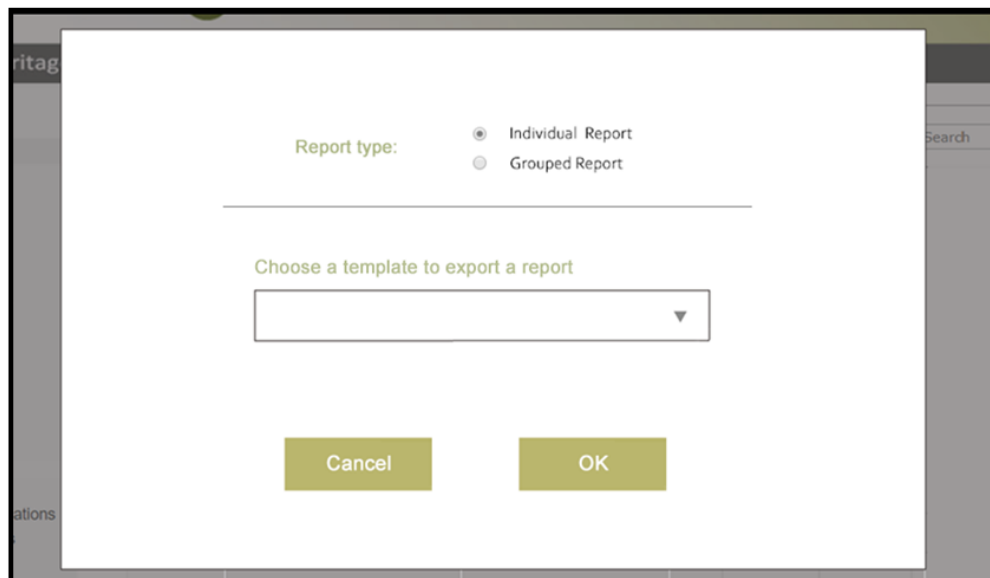 ritag
Search
Report type:
Individual Report
Grouped Report
Choose a template to export a report
Cancel
OK
ations
s